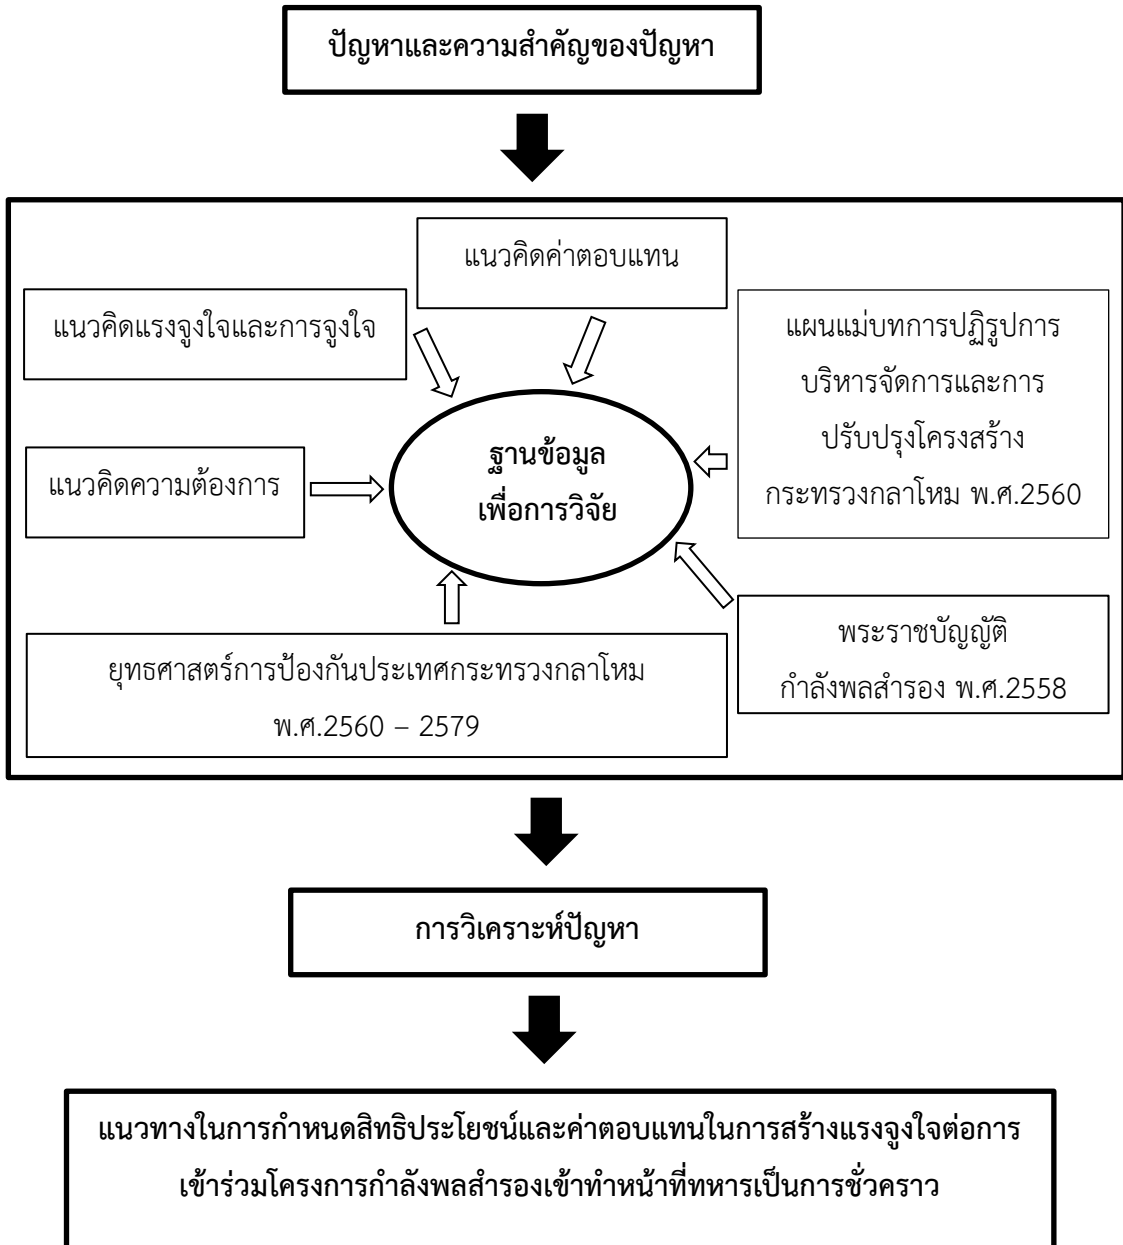 ปัญหาและความสำคัญของปัญหา
แนวคิดค่าตอบแทน
แนวคิดแรงจูงใจและการจูงใจ
แผนแม่บทการปฏิรูปการ
บริหารจัดการและการ
ปรับปรุงโครงสร้าง
กระทรวงกลาโหม พ.ศ.2560
แนวคิดความต้องการ
ฐานข้อมูล
เพื่อการวิจัย
พระราชบัญญัติ
กำลังพลสำรอง พ.ศ.2558
ยุทธศาสตร์การป้องกันประเทศกระทรวงกลาโหม
พ.ศ.2560 – 2579
การวิเคราะห์ปัญหา
แนวทางในการกำหนดสิทธิประโยชน์และค่าตอบแทนในการสร้างแรงจูงใจต่อการ
เข้าร่วมโครงการกำลังพลสำรองเข้าทำหน้าที่ทหารเป็นการชั่วคราว